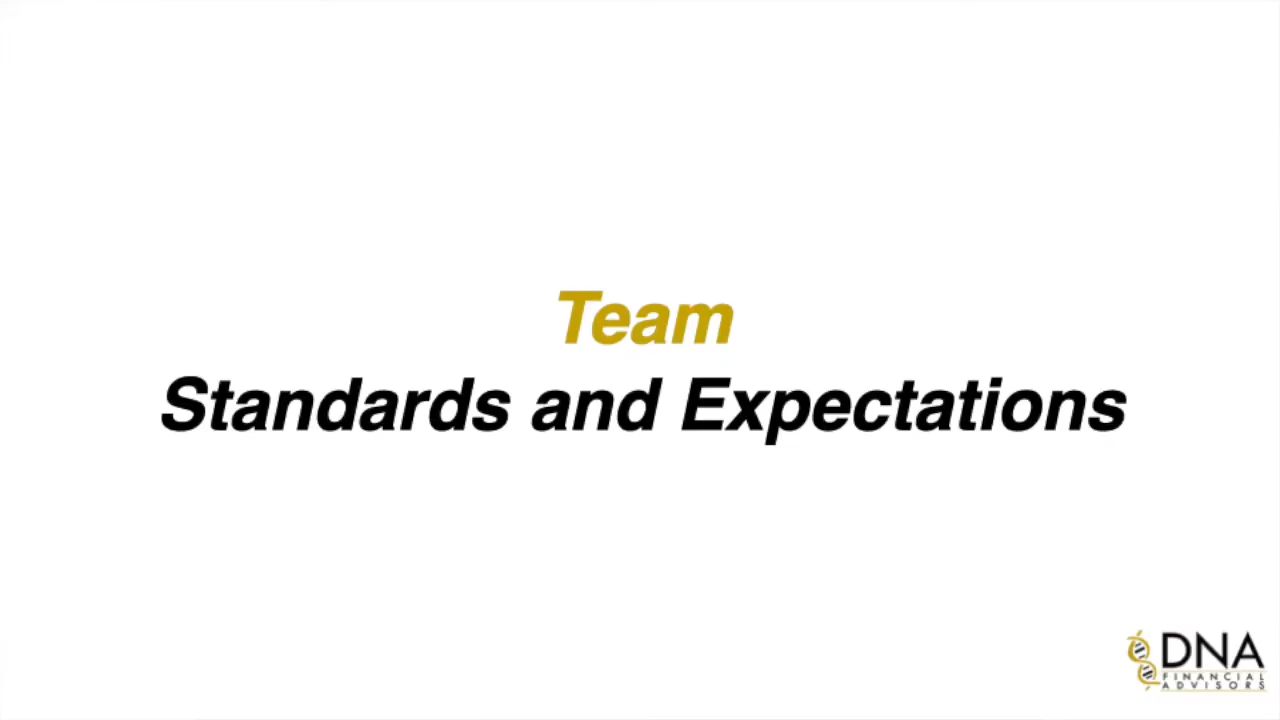 Team
Standards and Expectations
DNA
FINANCIAL
ADVISORS